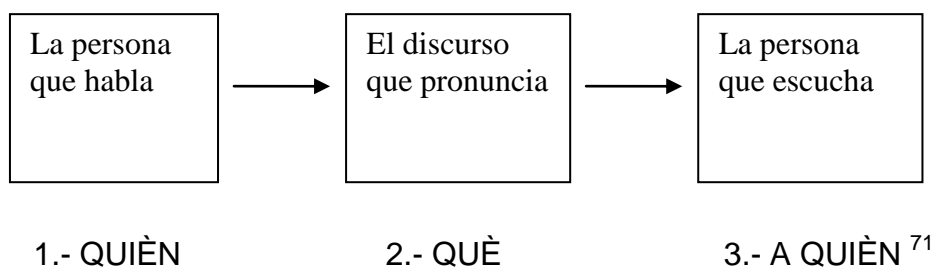 La persona
que habla
El discurso
que pronuncia
La persona
que escucha
1.- QUIÈN
2.- QUÈ
3.- A QUIÈN 71